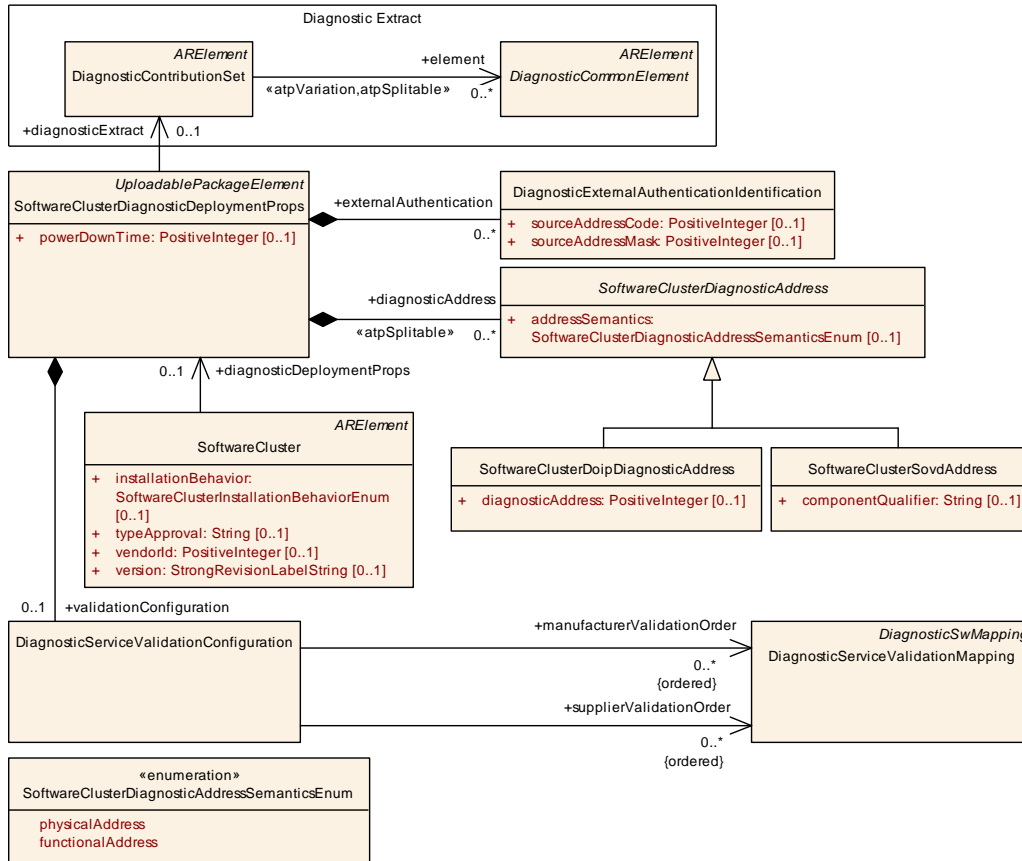 Diagnostic Extract
ARElement
DiagnosticContributionSet
+element
«atpVariation,atpSplitable»
0..*
ARElement
DiagnosticCommonElement
+diagnosticExtract
0..1
UploadablePackageElement
SoftwareClusterDiagnosticDeploymentProps
+ powerDownTime: PositiveInteger [0..1]
+externalAuthentication
0..*
DiagnosticExternalAuthenticationIdentification
+ sourceAddressCode: PositiveInteger [0..1]
+ sourceAddressMask: PositiveInteger [0..1]
+diagnosticAddress
«atpSplitable»
0..*
SoftwareClusterDiagnosticAddress
+ addressSemantics:
SoftwareClusterDiagnosticAddressSemanticsEnum [0..1]
0..1
+diagnosticDeploymentProps
ARElement
SoftwareCluster
+ installationBehavior:
SoftwareClusterInstallationBehaviorEnum
[0..1]
+ typeApproval: String [0..1]
+ vendorId: PositiveInteger [0..1]
+ version: StrongRevisionLabelString [0..1]
SoftwareClusterDoipDiagnosticAddress
+ diagnosticAddress: PositiveInteger [0..1]
SoftwareClusterSovdAddress
+ componentQualifier: String [0..1]
0..1
+validationConfiguration
DiagnosticServiceValidationConfiguration
+manufacturerValidationOrder
0..*
{ordered}
+supplierValidationOrder
0..*
{ordered}
DiagnosticSwMapping
DiagnosticServiceValidationMapping
«enumeration»
SoftwareClusterDiagnosticAddressSemanticsEnum
physicalAddress
functionalAddress